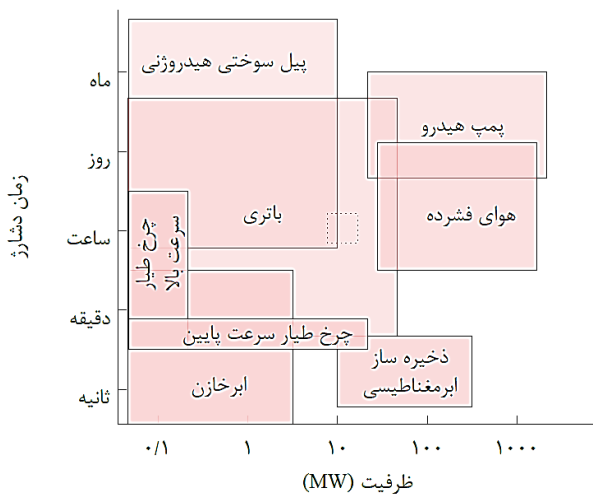 پیل سوختی هیدروژنی
ماه
پمپ هیدرو
روز
باتری
هوای فشرده
چرخ طیار
سرعت بالا
ساعت
زمان دشارژ
دقیقه
چرخ طیار سرعت پایین
ذخیره ساز
ابرمغناطیسی
ابرخازن
ثانیه
۰/۱ ۱ ۱۰ ۱۰۰ ۱۰۰۰
ظرفیت (MW)